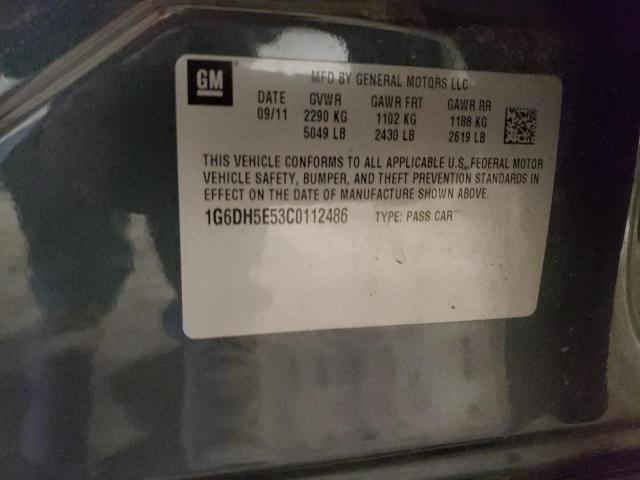 GM
MFD BY GENERAL MOTORS LLC
DATE GVWR GAWR FRT GAWR RR
09/11 2290 KG 1102 KG 1188 KG
5049 LB 2430 LB 2619 LB
THIS VEHICLE CONFORMS TO ALL APPLICABLE U.S. FEDERAL MOTOR
VEHICLE SAFETY, BUMPER, AND THEFT PREVENTION STANDARDS IN
EFFECT ON THE DATE OF MANUFACTURE SHOWN ABOVE.
1G6DH5E53C0112486 TYPE: PASS CAR